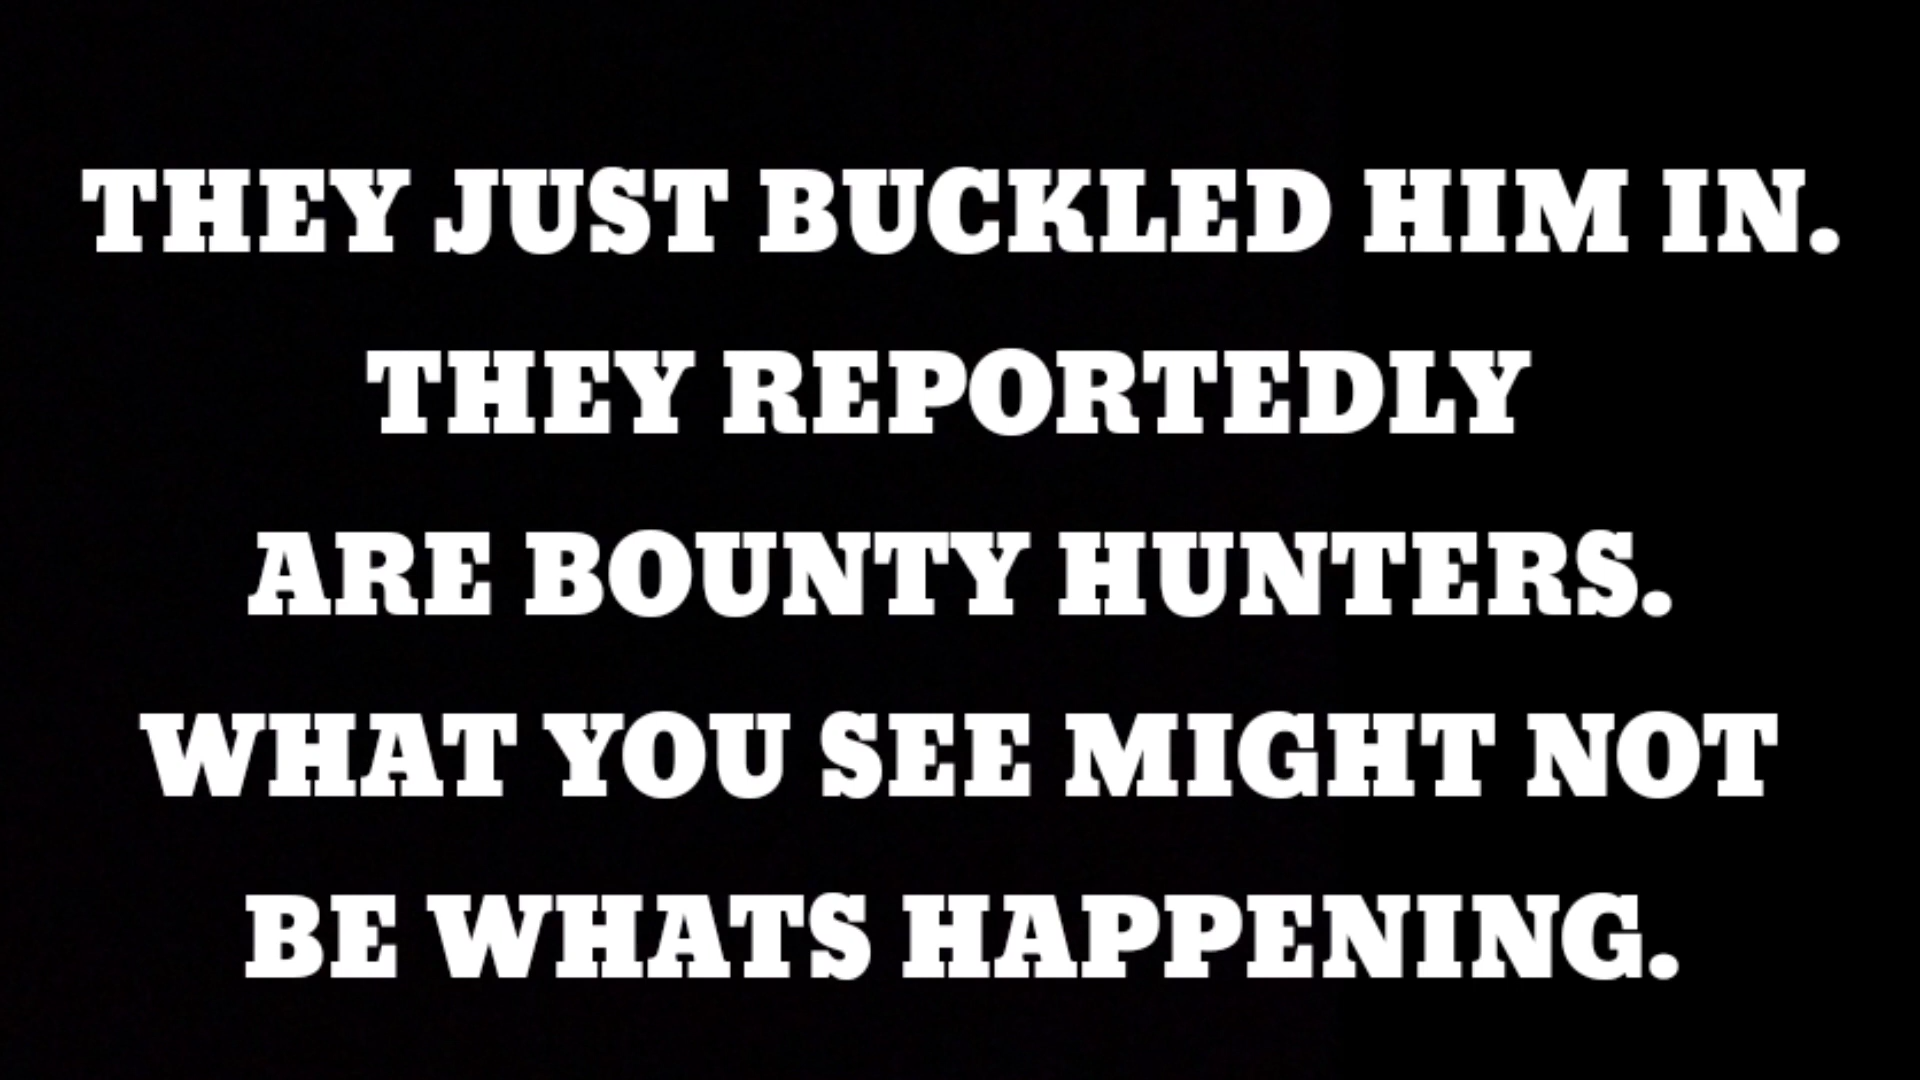 THEY JUST BUCKLED HIM IN.
THEY REPORTEDLY
ARE BOUNTY HUNTERS.
WHAT YOU SEE MIGHT NOT
BE WHATS HAPPENING.